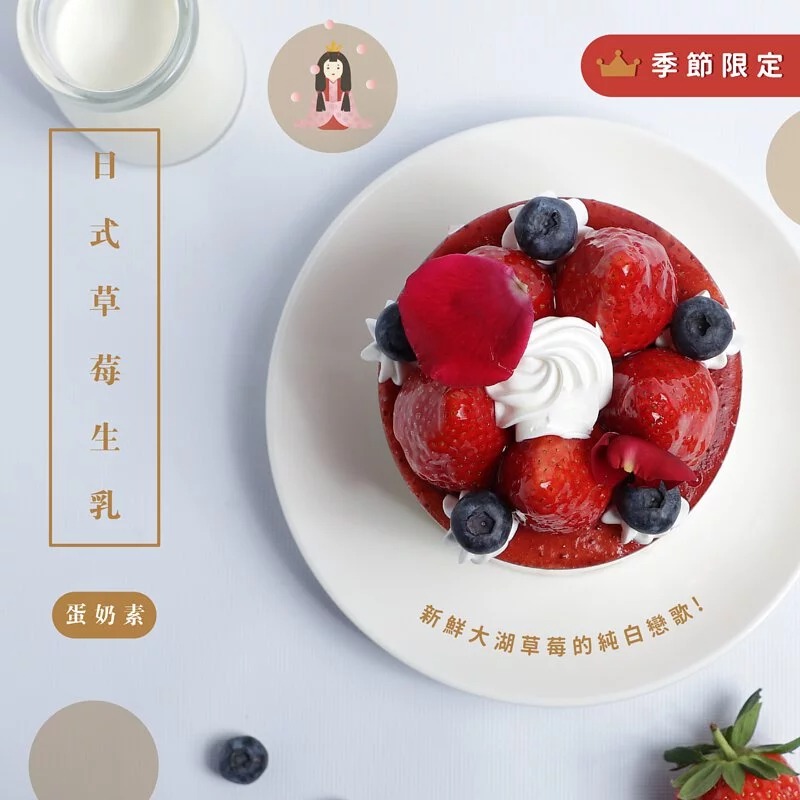 季節限定
日式草莓生乳
蛋奶素
新鮮大湖草莓的純白戀歌!